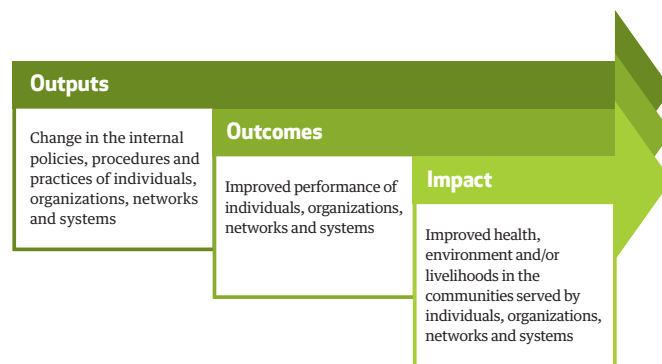 Outputs
Change in the internal
policies, procedures and
practices of individuals,
organizations, networks
and systems
Outcomes
Improved performance of
individuals, organizations,
networks and systems
Impact
Improved health,
environment and/or
livelihoods in the
communities served by
individuals, organizations,
networks and systems